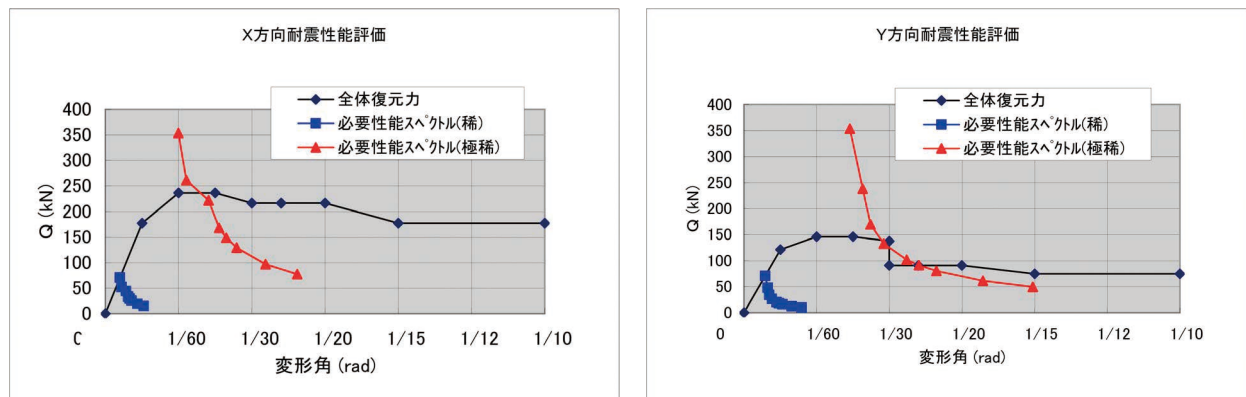 X方向耐震性能評価
全体復元力
必要性能スペクトル(稀)
必要性能スペクトル(極稀)
400
350
300
250
200
150
100
50
0
Q (kN)
C 1/60 1/30 1/20 1/15 1/12 1/10
変形角 (rad)
Y方向耐震性能評価
全体復元力
必要性能スペクトル(稀)
必要性能スペクトル(極稀)
400
350
300
250
200
150
100
50
0
Q (kN)
0 1/60 1/30 1/20 1/15 1/12 1/10
変形角 (rad)